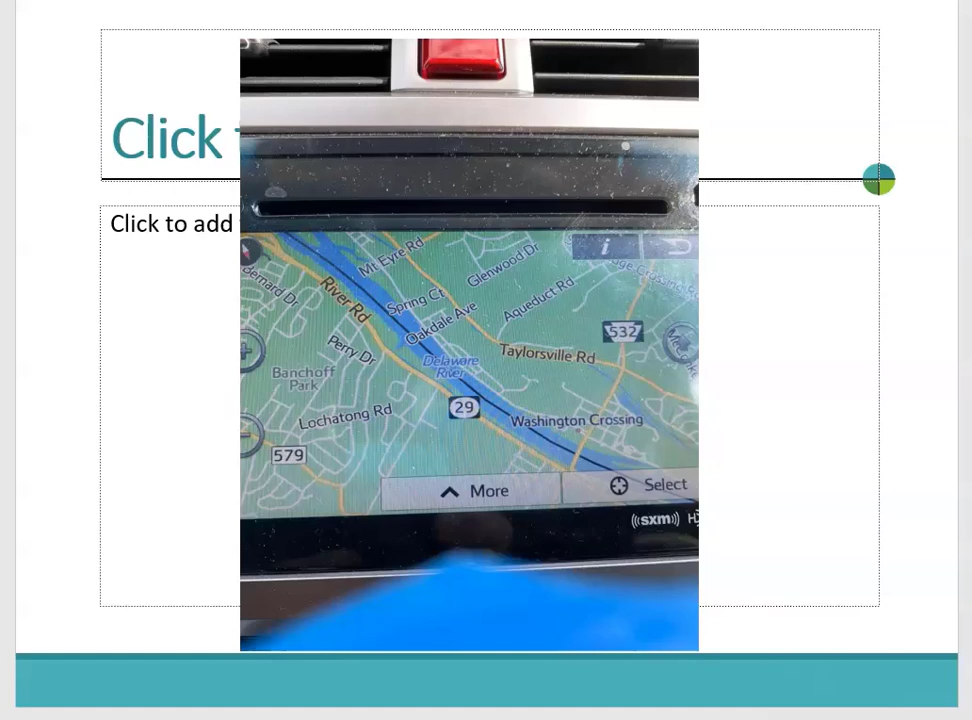 Click
Click to add
i
Mt Eyre Rd
Glenwood Dr
Bernard Dr
River Rd
Spring Ct
Aqueduct Rd
Oakdale Ave
532
Perry Dr
Delaware
River
Taylorsville Rd
Banchoff
Park
29
Lochatong Rd
Washington Crossing
579
More
Select
((sxm))